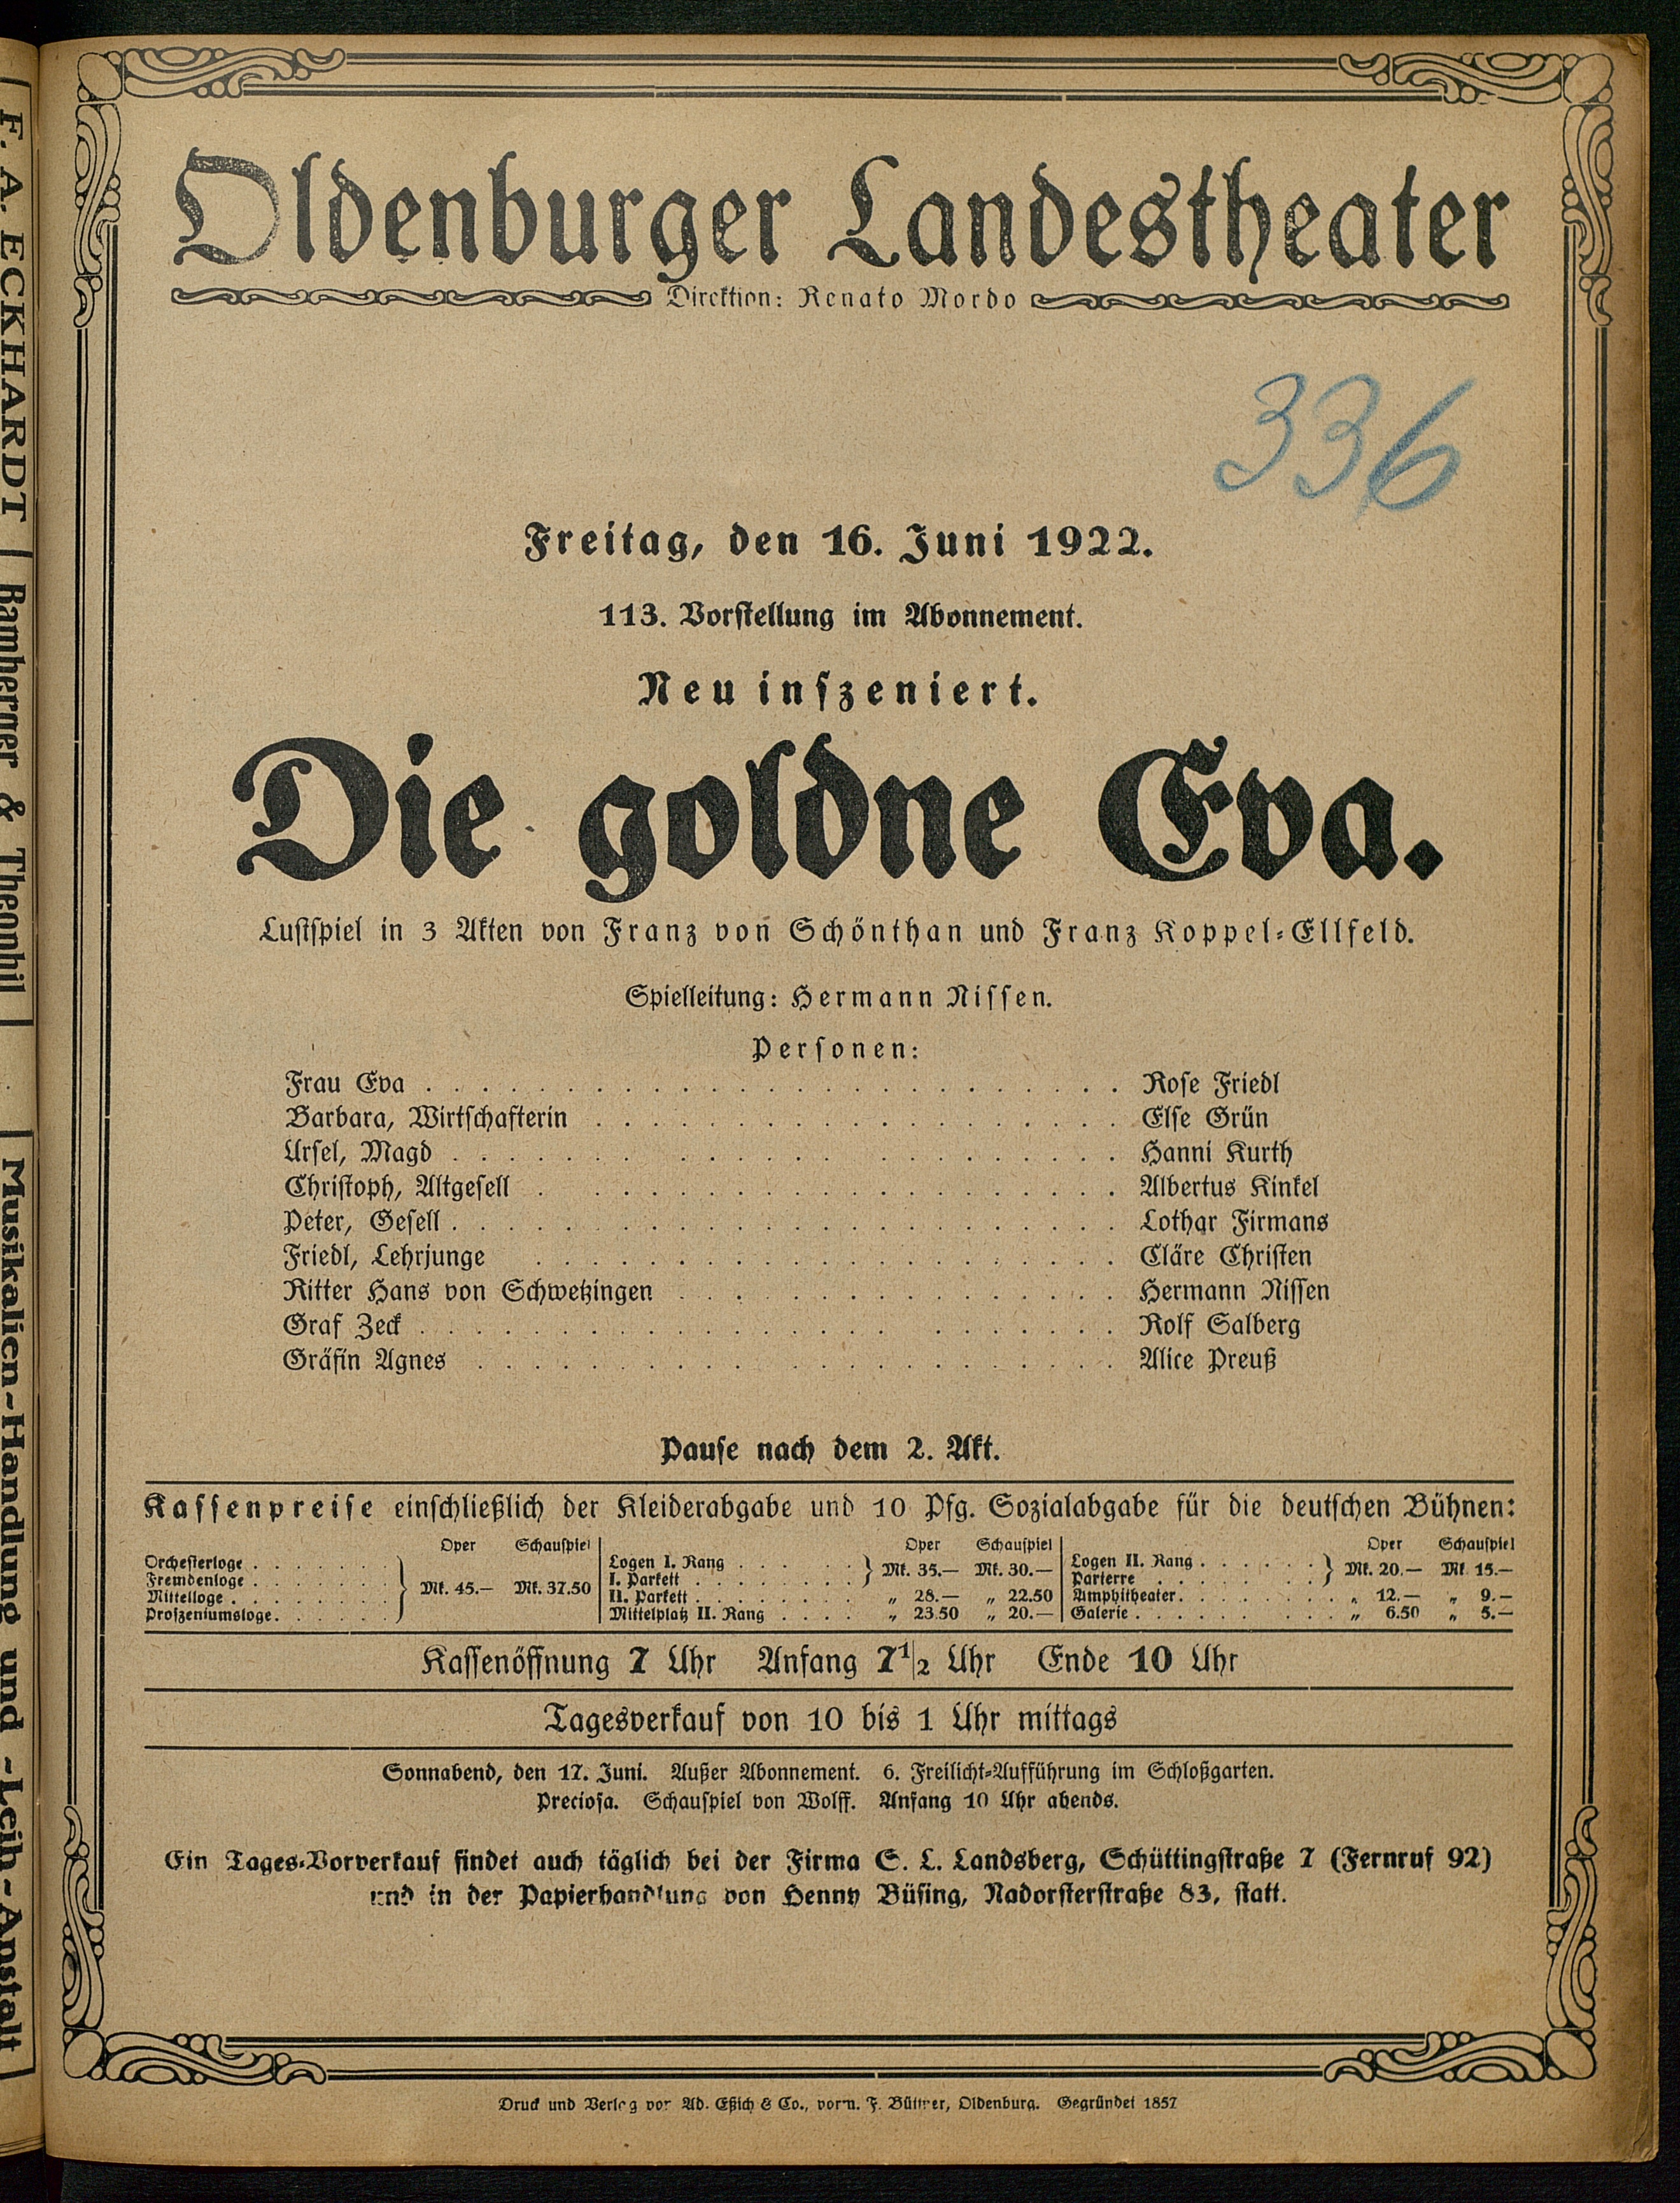 Oldenburger Landestheater
Direktion: Renato Mordo
336
Freitag, den 16. Juni 1922.
113. Vorstellung im Abonnement.
Neu inszeniert.
Die goldne Eva.
Lustspiel in 3 Akten von Franz von Schönthan und Franz Koppel-Ellfeld.
Spielleitung: Hermann Nissen.
Personen:
Frau Eva . . . . . Rose Friedl
Barbara, Wirtschafterin . . . . . Else Grün
Ursel, Magd . . . . . Hanni Kurth
Christoph, Altgesell . . . . . Albertus Kinkel
Peter, Gesell . . . . . Lothar Firmans
Friedl, Lehrjunge . . . . . Cläre Christen
Ritter Hans von Schwetzingen . . . . . Hermann Nissen
Graf Zeck . . . . . Rolf Salberg
Gräfin Agnes . . . . . Alice Preuß
Pause nach dem 2. Akt.
Kassenpreise einschließlich der Kleiderabgabe und 10 Pfg. Sozialabgabe für die deutschen Bühnen:
Oper Schauspiel
Orchesterloge . . . . .
Fremdenloge . . . . .
Mittelloge . . . . .
Proszeniumsloge . . . . .
Mk. 45.— Mk. 37.50
Oper Schauspiel
Logen I. Rang . . . . .
I. Parkett . . . . .
Mk. 35.— Mk. 30.—
II. Parkett . . . . . „ 28.— „ 22.50
Mittelplatz II. Rang . . . . „ 23.50 „ 20.—
Oper Schauspiel
Logen II. Rang . . . . .
Parterre . . . . .
Mk. 20.— Mk. 15.—
Amphitheater . . . . . „ 12.— „ 9.—
Galerie . . . . . „ 6.50 „ 5.—
Kassenöffnung 7 Uhr Anfang 7 1/2 Uhr Ende 10 Uhr
Tagesverkauf von 10 bis 1 Uhr mittags
Sonnabend, den 17. Juni. Außer Abonnement. 6. Freilicht-Aufführung im Schloßgarten.
Preciosa. Schauspiel von Wolff. Anfang 10 Uhr abends.
Ein Tages-Vorverkauf findet auch täglich bei der Firma S. L. Landsberg, Schüttingstraße 7 (Fernruf 92)
und in der Papierhandlung von Henny Büsing, Nadorsterstraße 83, statt.
Druck und Verlag von Ad. Eßich & Co., vorm. F. Büttner, Oldenburg. Gegründet 1857
F. A. ECKHARDT
Bamberger & Theophil
Musikalien-Handlung und -Leih-Anstalt